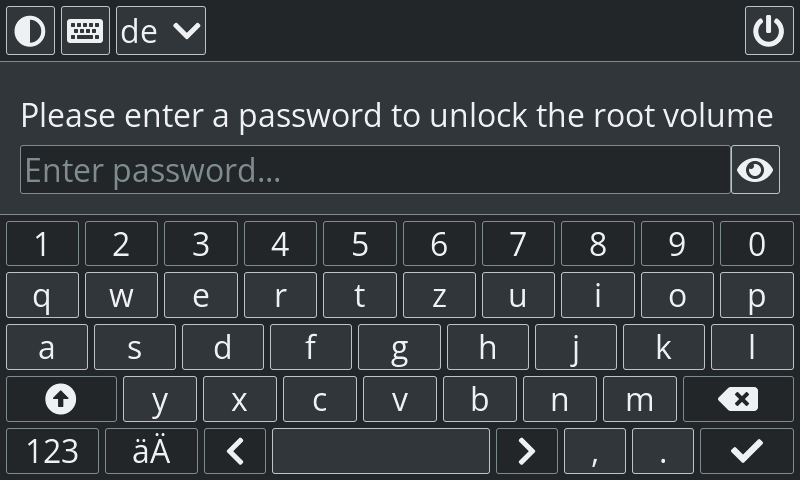 de
Please enter a password to unlock the root volume
Enter password...
1 2 3 4 5 6 7 8 9 0
q w e r t z u i o p
a s d f g h j k l
y x c v b n m
123 äÄ , .